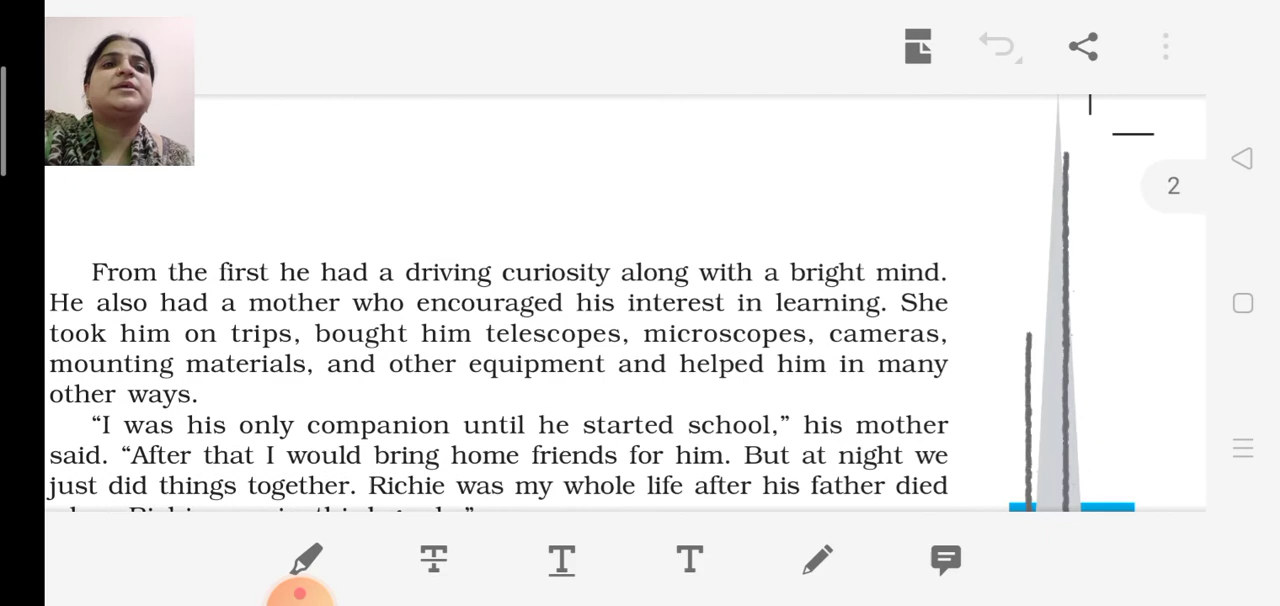 2
From the first he had a driving curiosity along with a bright mind.
He also had a mother who encouraged his interest in learning. She
took him on trips, bought him telescopes, microscopes, cameras,
mounting materials, and other equipment and helped him in many
other ways.
“I was his only companion until he started school,” his mother
said. “After that I would bring home friends for him. But at night we
just did things together. Richie was my whole life after his father died
T T T